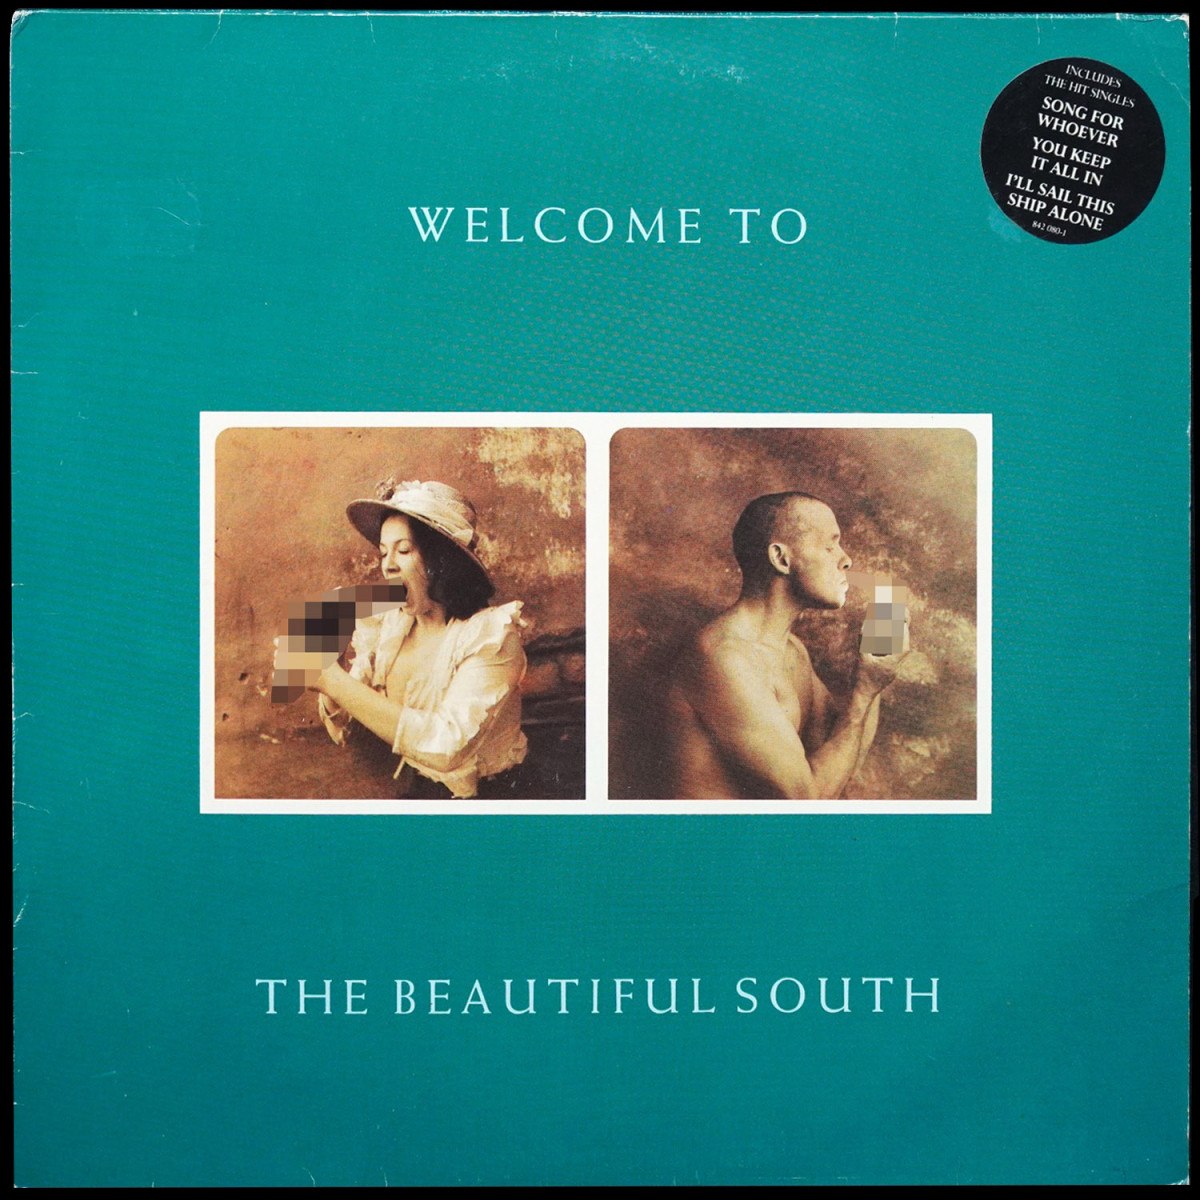 INCLUDES
THE HIT SINGLES
SONG FOR
WHOEVER
YOU KEEP
IT ALL IN
I'LL SAIL THIS
SHIP ALONE
842 080-1
WELCOME TO
THE BEAUTIFUL SOUTH